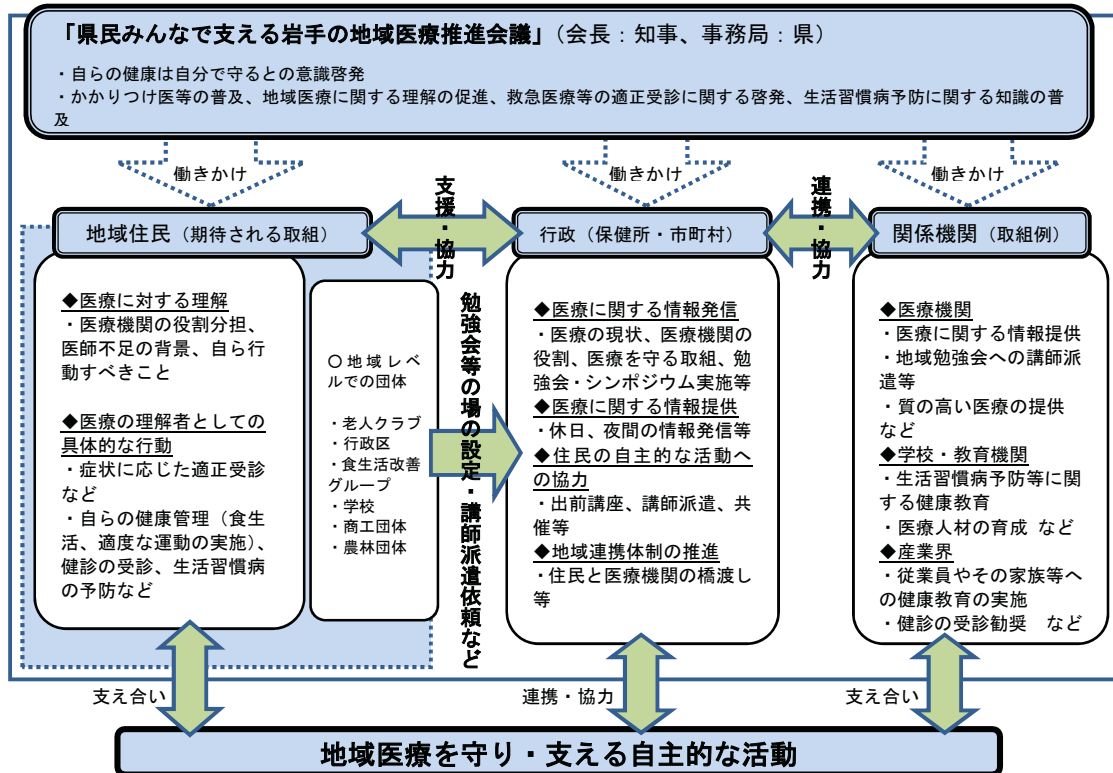 「県民みんなで支える岩手の地域医療推進会議」（会長：知事、事務局：県）
・自らの健康は自分で守るとの意識啓発
・かかりつけ医等の普及、地域医療に関する理解の促進、救急医療等の適正受診に関する啓発、生活習慣病予防に関する知識の普
及
働きかけ
働きかけ
働きかけ
支援・協力
連携・協力
地域住民（期待される取組）
行政（保健所・市町村）
関係機関（取組例）
◆医療に対する理解
・医療機関の役割分担、
医師不足の背景、自ら行
動すべきこと
◆医療の理解者としての
具体的な行動
・症状に応じた適正受診
など
・自らの健康管理（食生
活、適度な運動の実施）、
健診の受診、生活習慣病
の予防など
〇地域レベ
ルでの団体
・老人クラブ
・行政区
・食生活改善
グループ
・学校
・商工団体
・農林団体
勉強会等の場の設定・講師派遣依頼など
◆医療に関する情報発信
・医療の現状、医療機関の
役割、医療を守る取組、勉
強会・シンポジウム実施等
◆医療に関する情報提供
・休日、夜間の情報発信等
◆住民の自主的な活動へ
の協力
・出前講座、講師派遣、共
催等
◆地域連携体制の推進
・住民と医療機関の橋渡し
等
◆医療機関
・医療に関する情報提供
・地域勉強会への講師派
遣等
・質の高い医療の提供
など
◆学校・教育機関
・生活習慣病予防等に関
する健康教育
・医療人材の育成 など
◆産業界
・従業員やその家族等へ
の健康教育の実施
・健診の受診勧奨 など
支え合い
連携・協力
支え合い
地域医療を守り・支える自主的な活動